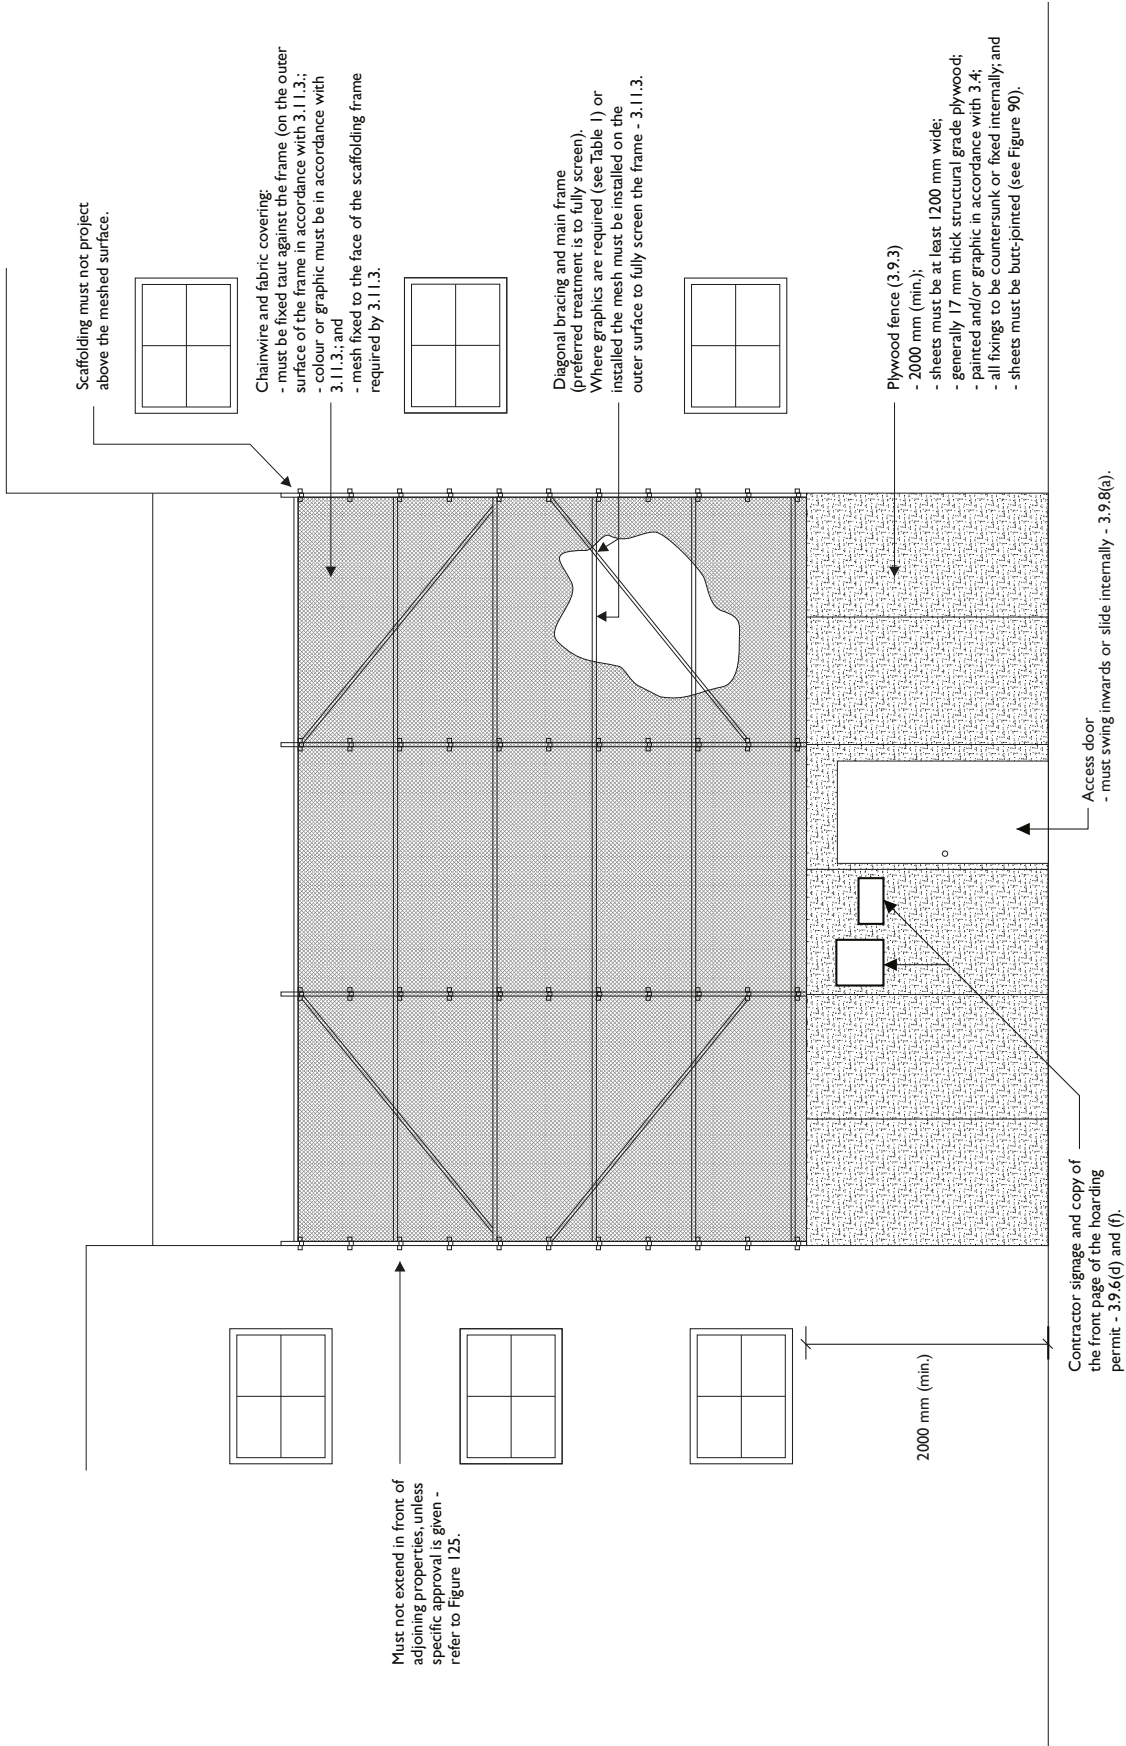 Scaffolding must not project
above the meshed surface.
Chainwire and fabric covering:
- must be fixed taut against the frame (on the outer
surface of the frame in accordance with 3.11.3.;
- colour or graphic must be in accordance with
3.11.3.; and
- mesh fixed to the face of the scaffolding frame
required by 3.11.3.
Diagonal bracing and main frame
(preferred treatment is to fully screen).
Where graphics are required (see Table 1) or
installed the mesh must be installed on the
outer surface to fully screen the frame - 3.11.3.
Plywood fence (3.9.3)
- 2000 mm (min.);
- sheets must be at least 1200 mm wide;
- generally 17 mm thick structural grade plywood;
- painted and/or graphic in accordance with 3.4;
- all fixings to be countersunk or fixed internally; and
- sheets must be butt-jointed (see Figure 90).
Access door
- must swing inwards or slide internally - 3.9.8(a).
Contractor signage and copy of
the front page of the hoarding
permit - 3.9.6(d) and (f).
2000 mm (min.)
Must not extend in front of
adjoining properties, unless
specific approval is given -
refer to Figure 125.